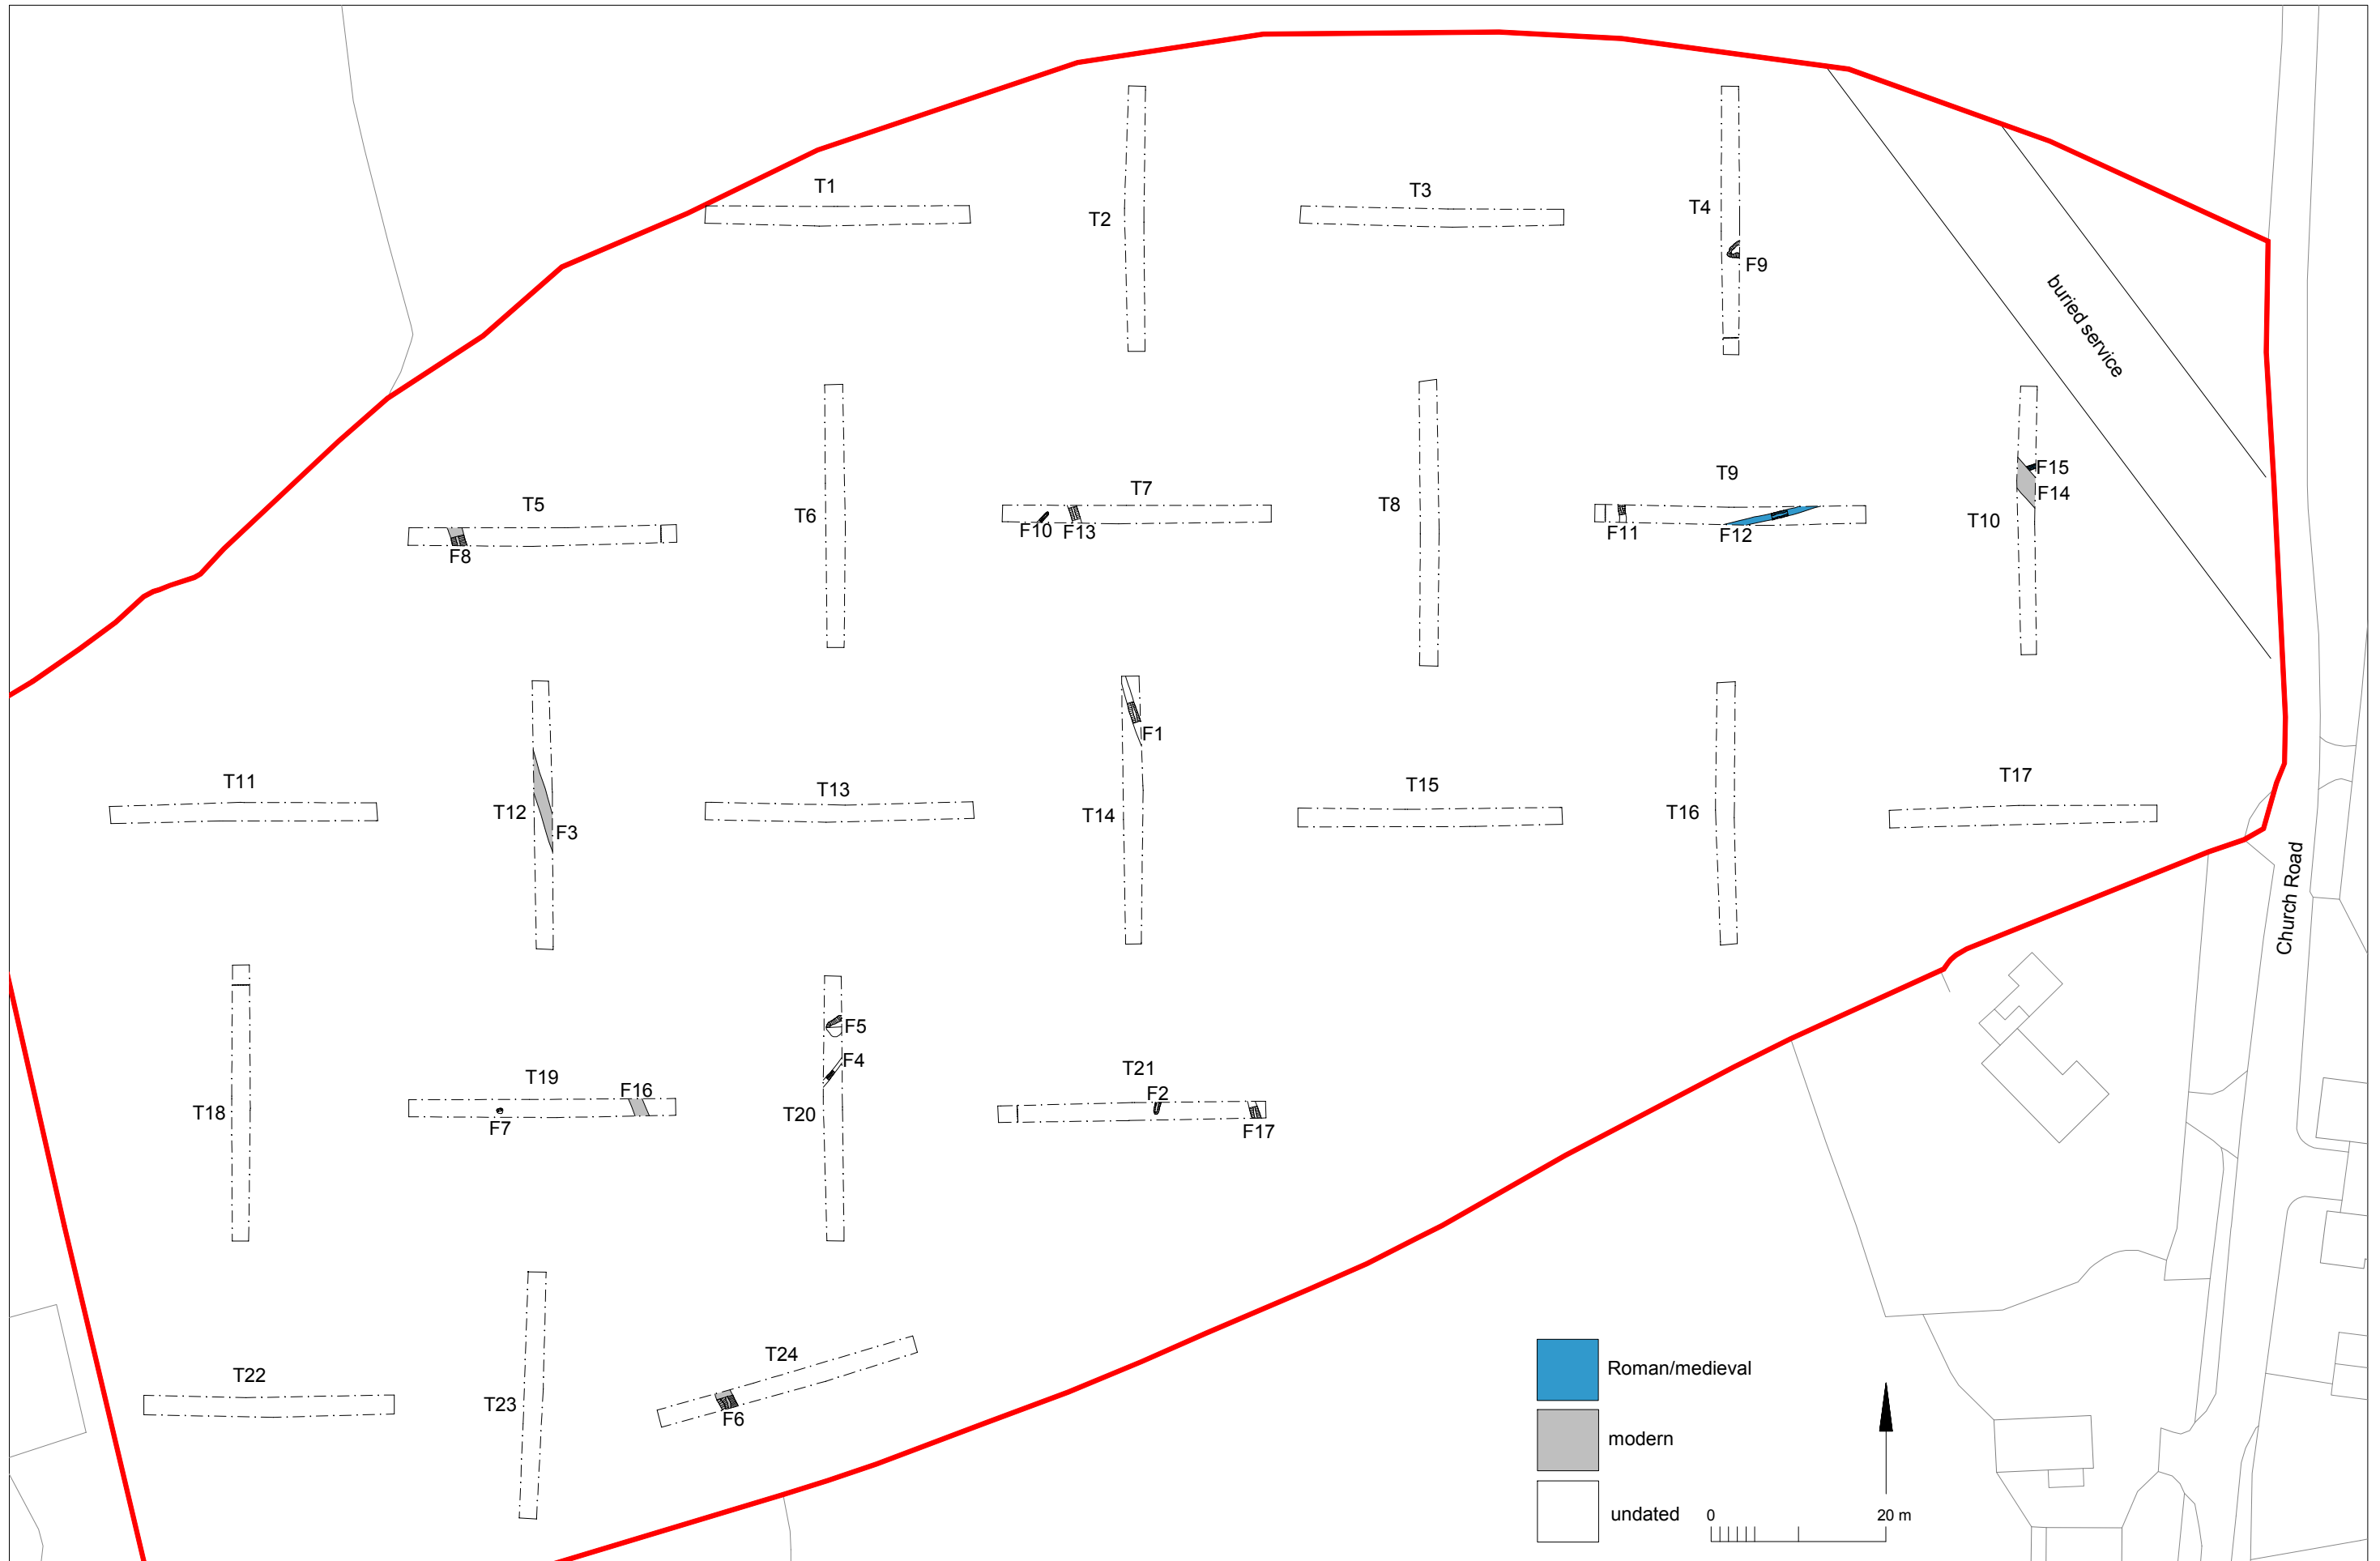 T1
T2
T3
T4
F9
buried service
T5
F8
T6
T7
F10
F13
T8
T9
F11
F12
T10
F15
F14
T11
T12
F3
T13
T14
F1
T15
T16
T17
Church Road
T18
T19
F7
F16
T20
F5
F4
T21
F2
F17
T22
T23
T24
F6
Roman/medieval
modern
undated
0 20 m